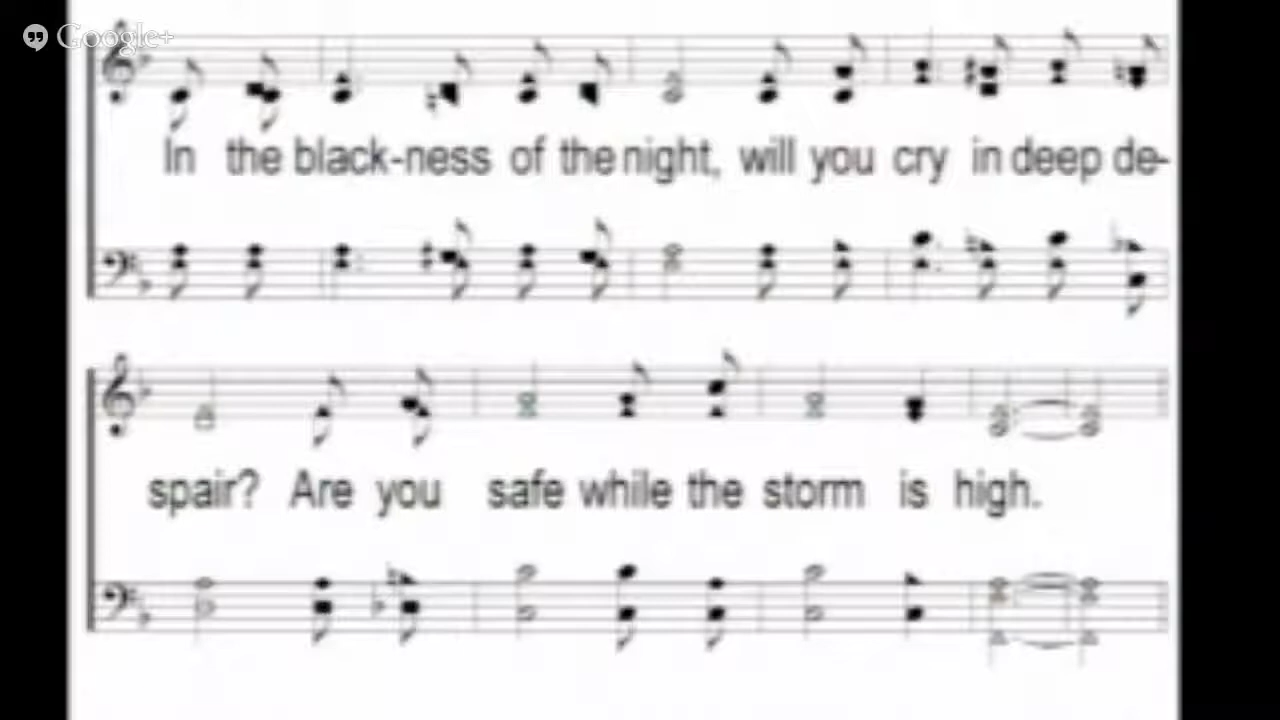 Google+
In the black-ness of the night, will you cry in deep de-
spair? Are you safe while the storm is high.